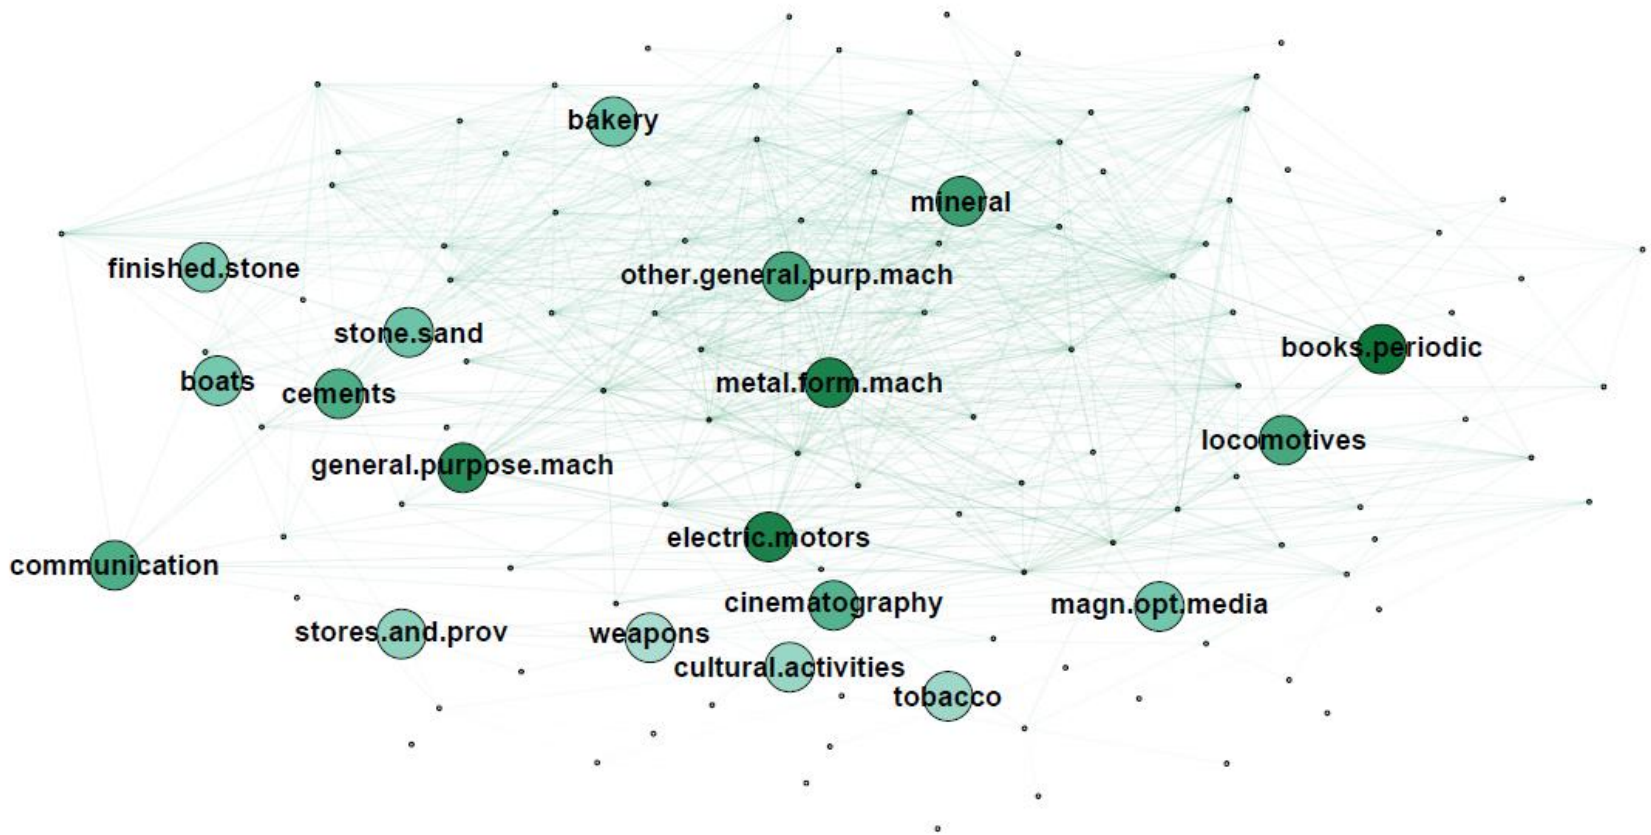 bakery
mineral
finished.stone
other.general.purp.mach
stone.sand
books.periodic
boats
metal.form.mach
cements
locomotives
general.purpose.mach
electric.motors
communication
cinematography
magn.opt.media
stores.and.prov
weapons
cultural.activities
tobacco